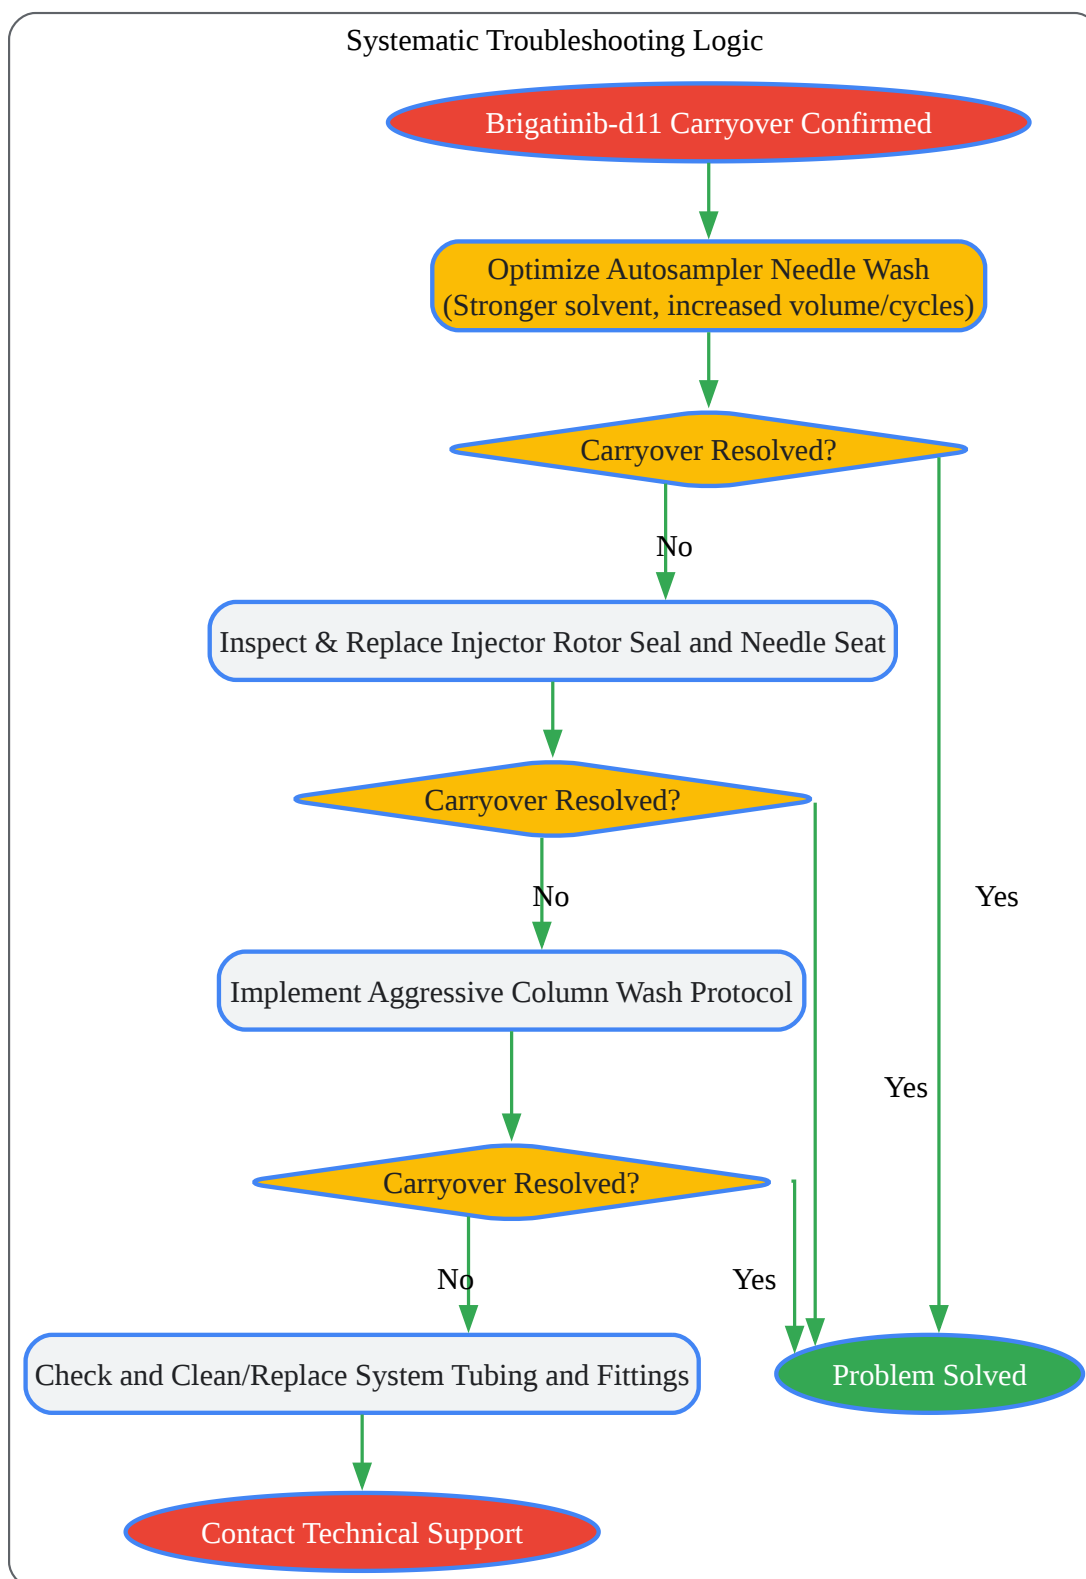 Systematic Troubleshooting Logic
Brigatinib-d11 Carryover Confirmed
Optimize Autosampler Needle Wash
(Stronger solvent, increased volume/cycles)
Carryover Resolved?
No
Inspect & Replace Injector Rotor Seal and Needle Seat
Carryover Resolved?
No
Yes
Implement Aggressive Column Wash Protocol
Yes
Carryover Resolved?
No
Yes
Check and Clean/Replace System Tubing and Fittings
Problem Solved
Contact Technical Support